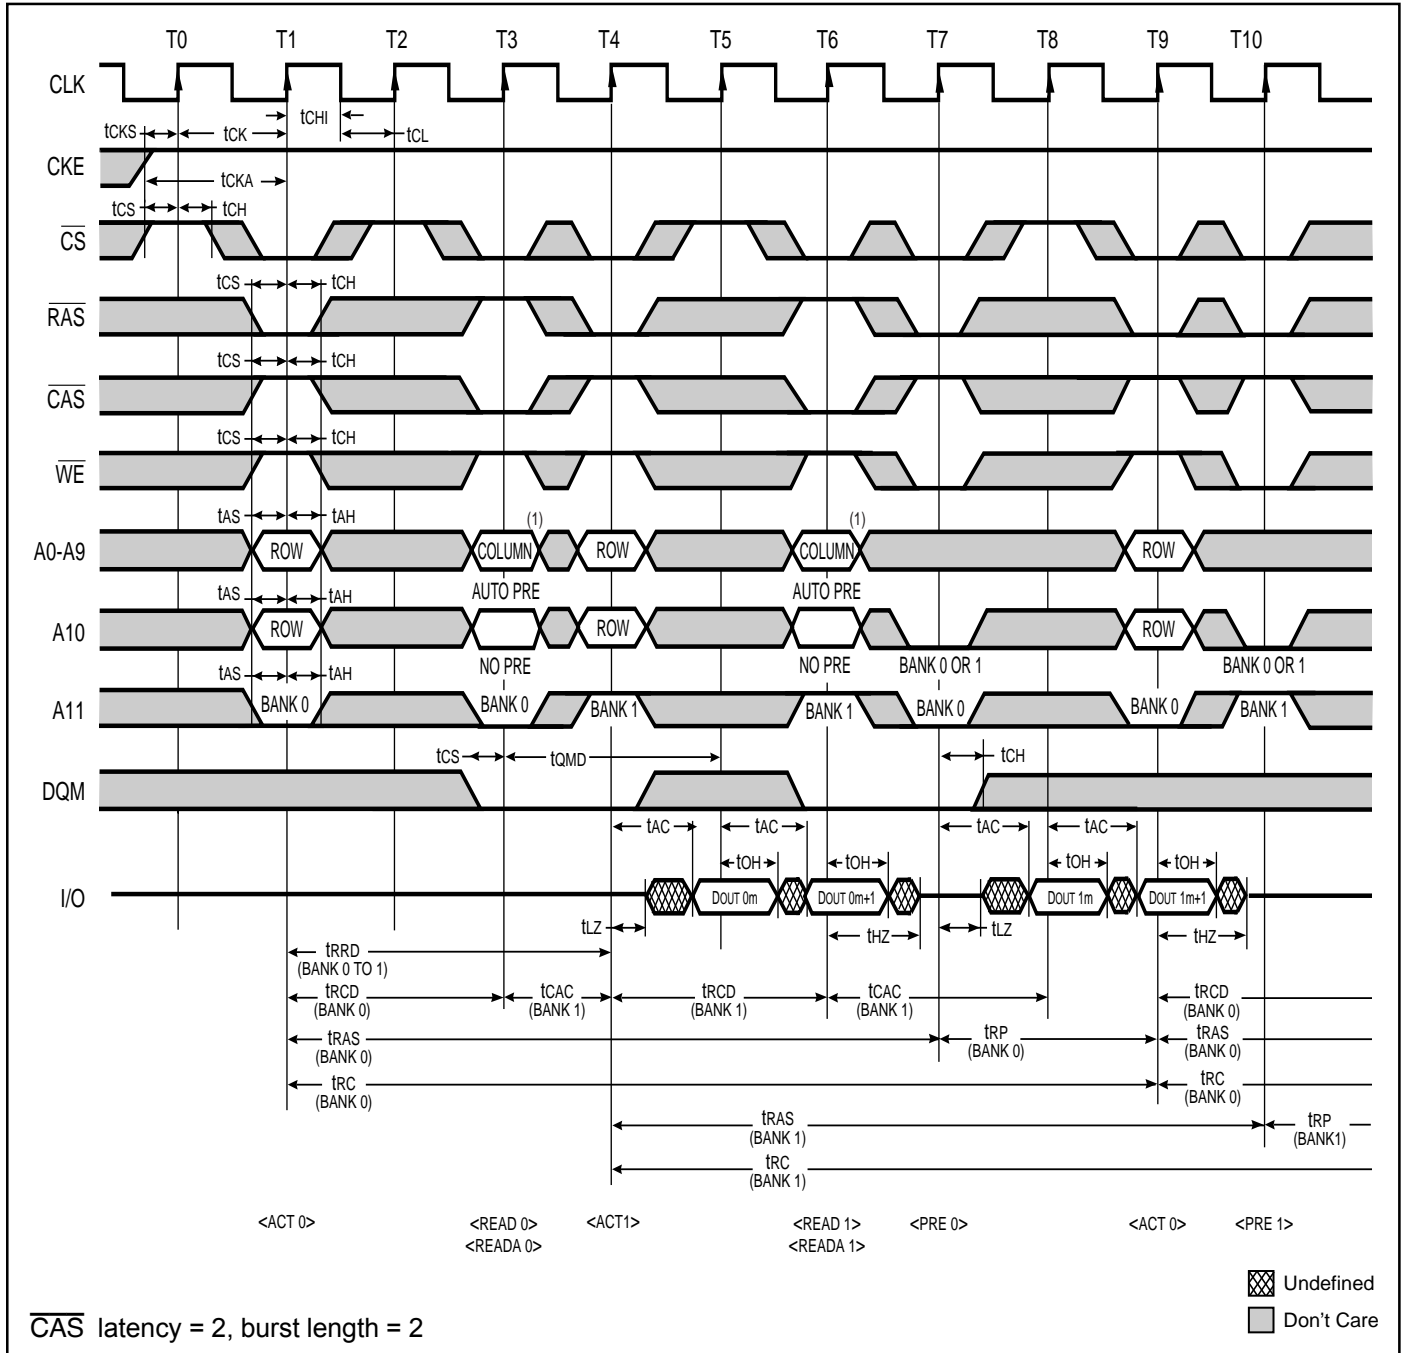 T0 T1 T2 T3 T4 T5 T6 T7 T8 T9 T10
CLK
tCHI
tCKS tCK tCL
CKE
tCKA
tCS tCH
CS
tCS tCH
RAS
tCS tCH
CAS
tCS tCH
WE
tAS tAH (1) (1)
A0-A9 ROW COLUMN ROW COLUMN ROW
AUTO PRE AUTO PRE
tAS tAH
A10 ROW ROW ROW
NO PRE NO PRE BANK 0 OR 1 BANK 0 OR 1
tAS tAH
A11 BANK 0 BANK 0 BANK 1 BANK 1 BANK 0 BANK 0 BANK 1
tCS tQMD tCH
DQM
tAC tAC tAC tAC
tOH tOH tOH tOH
I/O DOUT 0m DOUT 0m+1 DOUT 1m DOUT 1m+1
tLZ tHZ tLZ tHZ
tRRD
(BANK 0 TO 1)
tRCD tCAC tRCD tCAC tRCD
(BANK 0) (BANK 1) (BANK 1) (BANK 1) (BANK 0)
tRAS tRP tRAS
(BANK 0) (BANK 0) (BANK 0)
tRC tRC
(BANK 0) (BANK 0)
tRAS tRP
(BANK 1) (BANK1)
tRC
(BANK 1)
<ACT 0> <READ 0> <ACT1> <READ 1> <PRE 0> <ACT 0> <PRE 1>
<READA 0> <READA 1>
Undefined
Don't Care
CAS latency = 2, burst length = 2